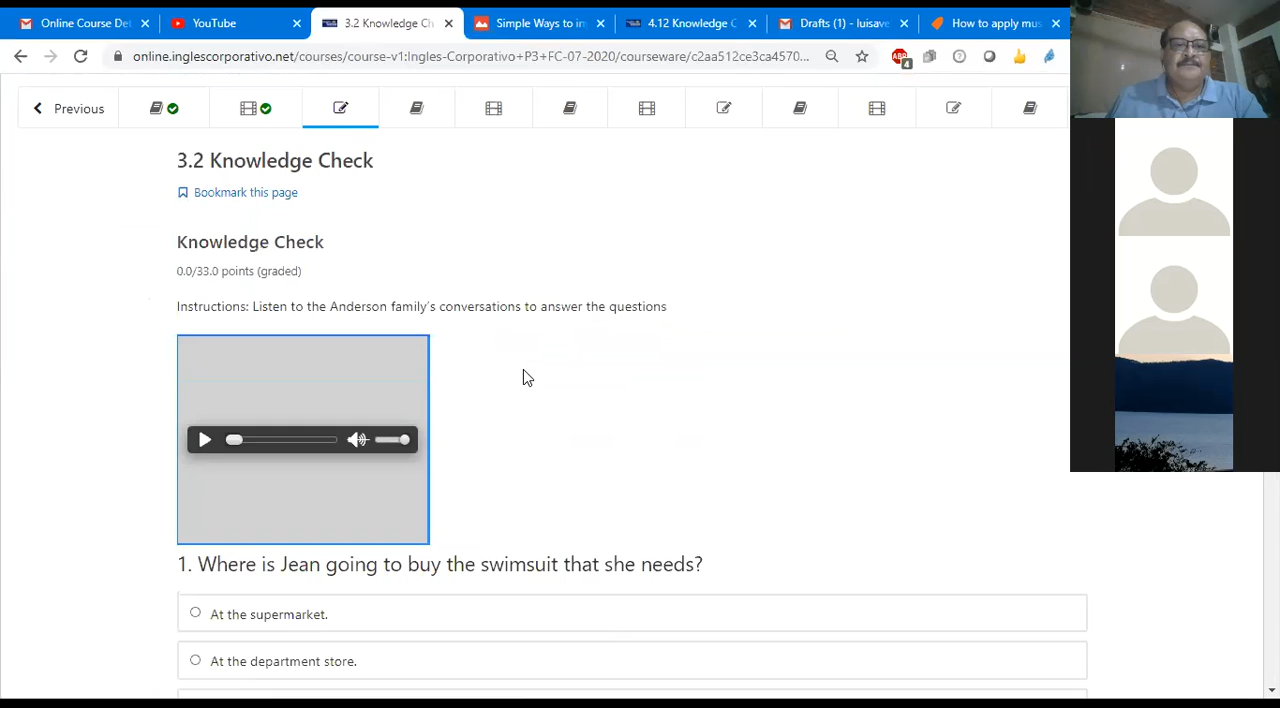 Online Course De
YouTube
3.2 Knowledge Ch
Simple Ways to im
4.12 Knowledge C
Drafts (1) - luisave
How to apply mus
online.inglescorporativo.net/courses/course-v1:Ingles-Corporativo+P3+FC-07-2020/courseware/c2aa512ce3ca4570...
ABP
4
Previous
3.2 Knowledge Check
Bookmark this page
Knowledge Check
0.0/33.0 points (graded)
Instructions: Listen to the Anderson family's conversations to answer the questions
1. Where is Jean going to buy the swimsuit that she needs?
At the supermarket.
At the department store.